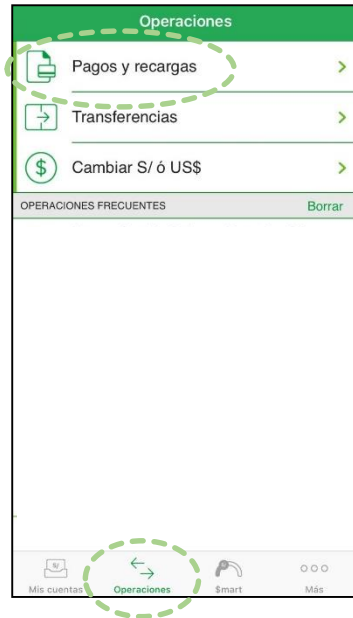 Operaciones
Pagos y recargas
Transferencias
$ Cambiar S/ ó US$
OPERACIONES FRECUENTES Borrar
Mis cuentas Operaciones $mart Más